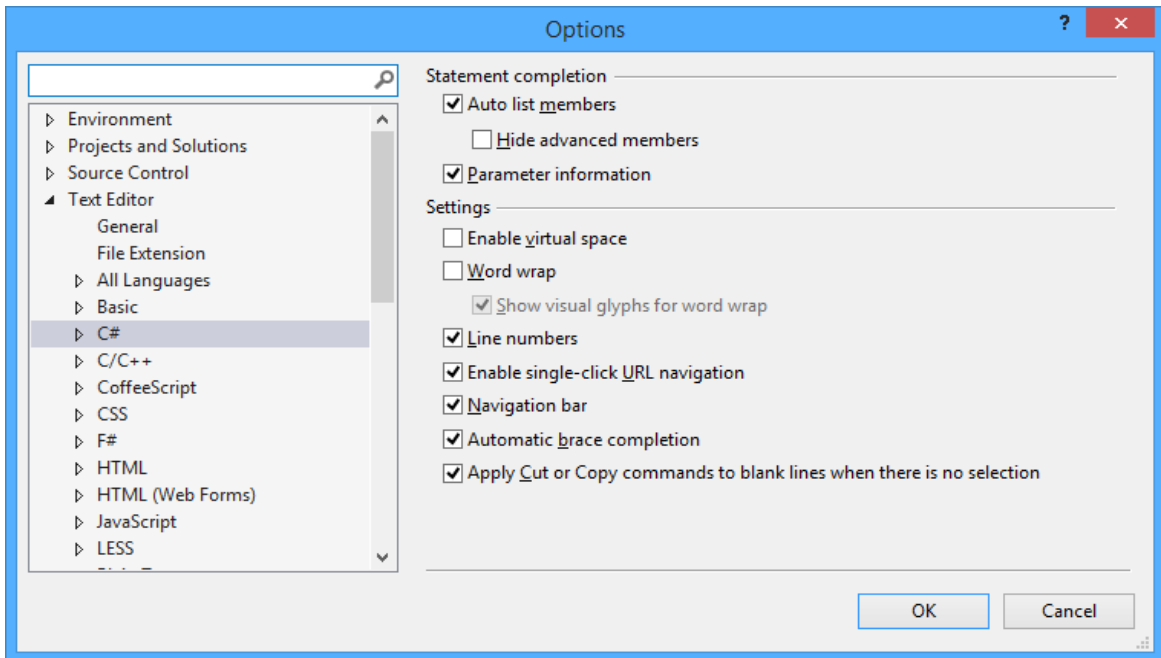 Options
?
Environment
Projects and Solutions
Source Control
Text Editor
General
File Extension
All Languages
Basic
C#
C/C++
CoffeeScript
CSS
F#
HTML
HTML (Web Forms)
JavaScript
LESS
Statement completion
Auto list members
Hide advanced members
Parameter information
Settings
Enable virtual space
Word wrap
Show visual glyphs for word wrap
Line numbers
Enable single-click URL navigation
Navigation bar
Automatic brace completion
Apply Cut or Copy commands to blank lines when there is no selection
OK
Cancel